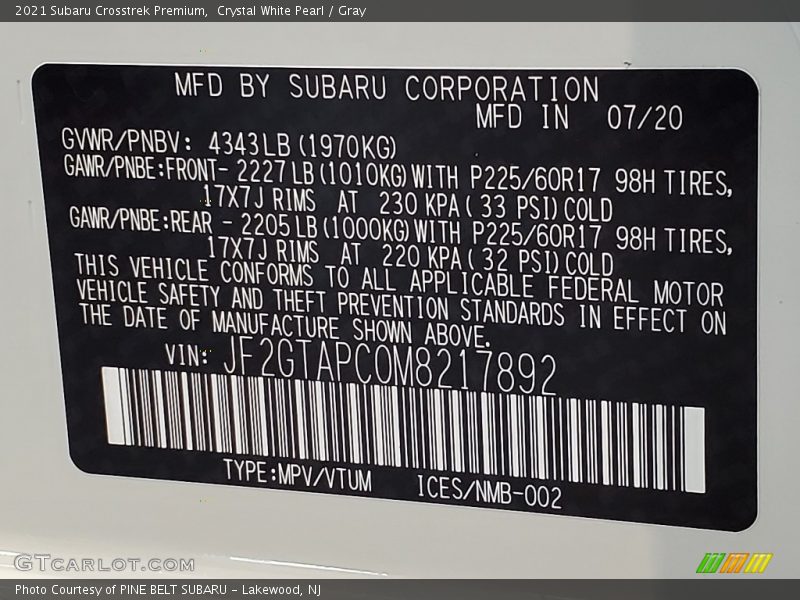 2021 Subaru Crosstrek Premium,  Crystal White Pearl / Gray
MFD BY SUBARU CORPORATION
MFD IN 07/20
GVWR/PNBV: 4343LB(1970KG)
GAWR/PNBE:FRONT- 2227LB(1010KG)WITH P225/60R17 98H TIRES,
17X7J RIMS AT 230 KPA(33 PSI)COLD
GAWR/PNBE:REAR - 2205LB(1000KG)WITH P225/60R17 98H TIRES,
17X7J RIMS AT 220 KPA(32 PSI)COLD
THIS VEHICLE CONFORMS TO ALL APPLICABLE FEDERAL MOTOR
VEHICLE SAFETY AND THEFT PREVENTION STANDARDS IN EFFECT ON
THE DATE OF MANUFACTURE SHOWN ABOVE.
VIN: JF2GTAPC0M8217892
TYPE:MPV/VTUM ICES/NMB-002
GTCARLOT.COM
Photo Courtesy of PINE BELT SUBARU - Lakewood, NJ